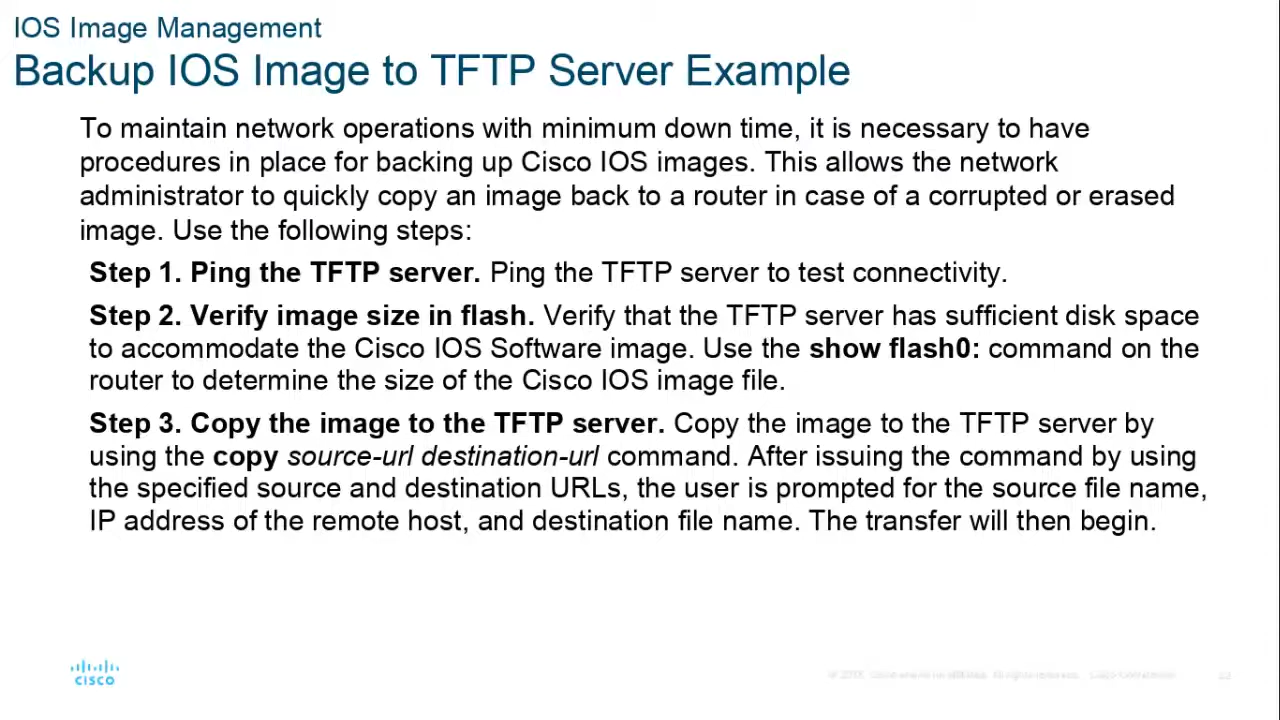 IOS Image Management
Backup IOS Image to TFTP Server Example
To maintain network operations with minimum down time, it is necessary to have
procedures in place for backing up Cisco IOS images. This allows the network
administrator to quickly copy an image back to a router in case of a corrupted or erased
image. Use the following steps:
Step 1. Ping the TFTP server. Ping the TFTP server to test connectivity.
Step 2. Verify image size in flash. Verify that the TFTP server has sufficient disk space
to accommodate the Cisco IOS Software image. Use the show flash0: command on the
router to determine the size of the Cisco IOS image file.
Step 3. Copy the image to the TFTP server. Copy the image to the TFTP server by
using the copy source-url destination-url command. After issuing the command by using
the specified source and destination URLs, the user is prompted for the source file name,
IP address of the remote host, and destination file name. The transfer will then begin.
CISCO